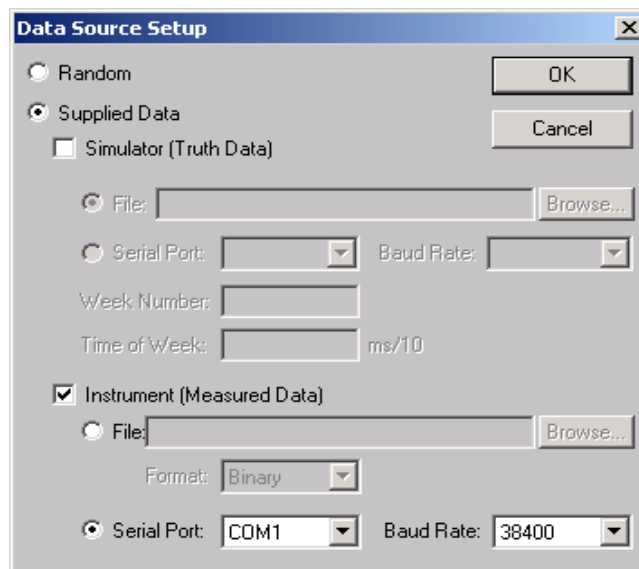 Data Source Setup
Random
OK
Supplied Data
Cancel
Simulator (Truth Data)
File:
Browse...
Serial Port:
Baud Rate:
Week Number:
Time of Week:
ms/10
Instrument (Measured Data)
File:
Browse...
Format: Binary
Serial Port: COM1
Baud Rate: 38400